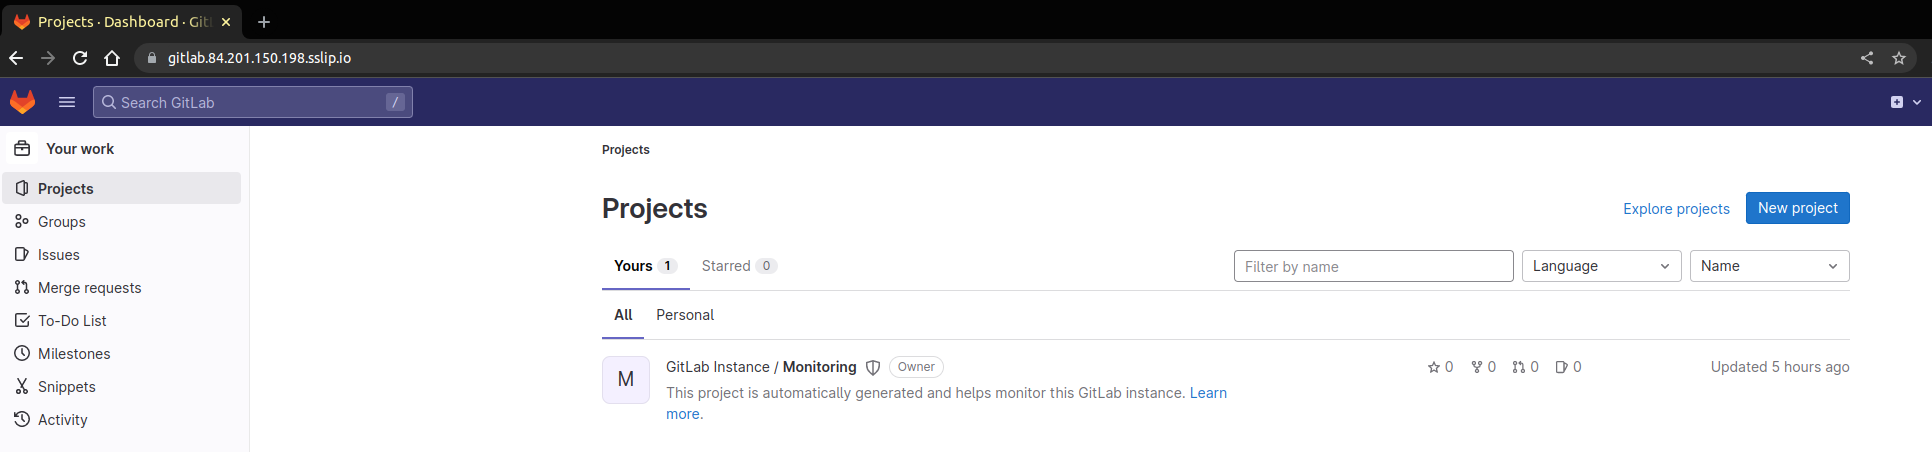 Projects · Dashboard · Git
gitlab.84.201.150.198.sslip.io
Search GitLab /
Your work
Projects
Groups
Issues
Merge requests
To-Do List
Milestones
Snippets
Activity
Projects
Projects
Explore projects New project
Yours 1 Starred 0
Filter by name Language Name
All Personal
M
GitLab Instance / Monitoring Owner 0 0 0 0 Updated 5 hours ago
This project is automatically generated and helps monitor this GitLab instance. Learn
more.